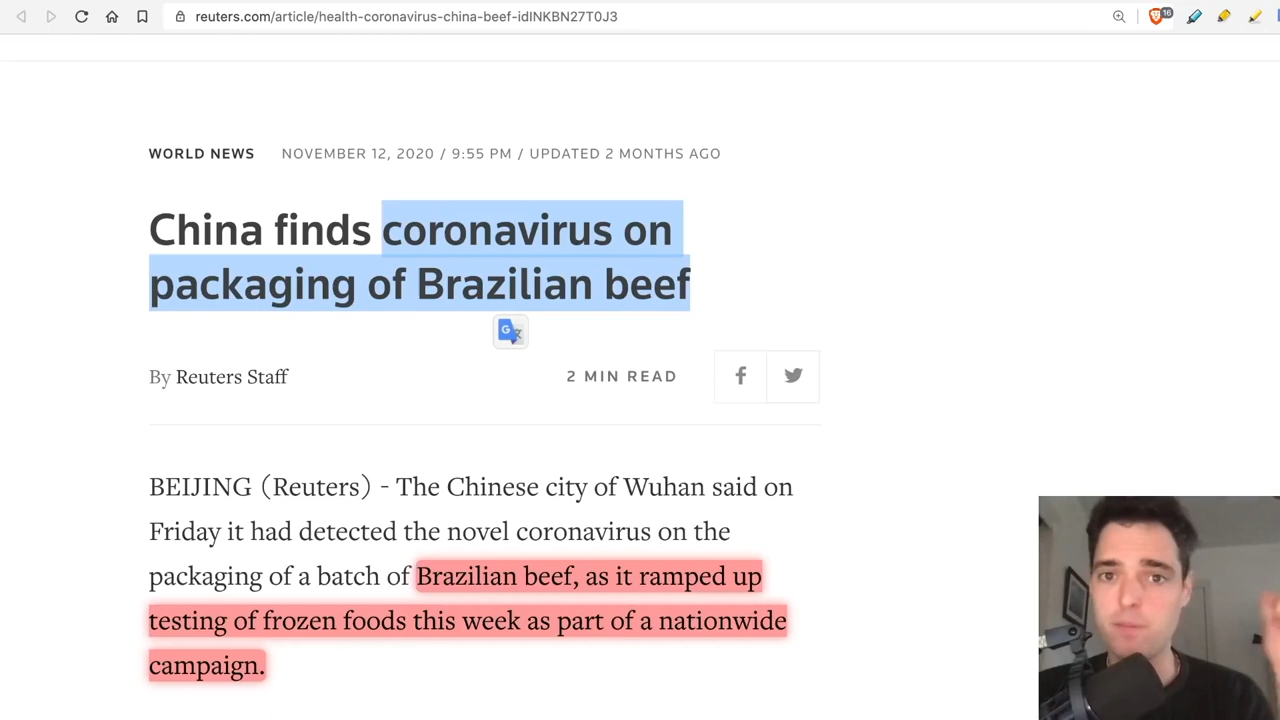 reuters.com/article/health-coronavirus-china-beef-idINKBN27T0J3
16
WORLD NEWS NOVEMBER 12, 2020 / 9:55 PM / UPDATED 2 MONTHS AGO
China finds coronavirus on
packaging of Brazilian beef
By Reuters Staff
2 MIN READ
BEIJING (Reuters) - The Chinese city of Wuhan said on
Friday it had detected the novel coronavirus on the
packaging of a batch of Brazilian beef, as it ramped up
testing of frozen foods this week as part of a nationwide
campaign.